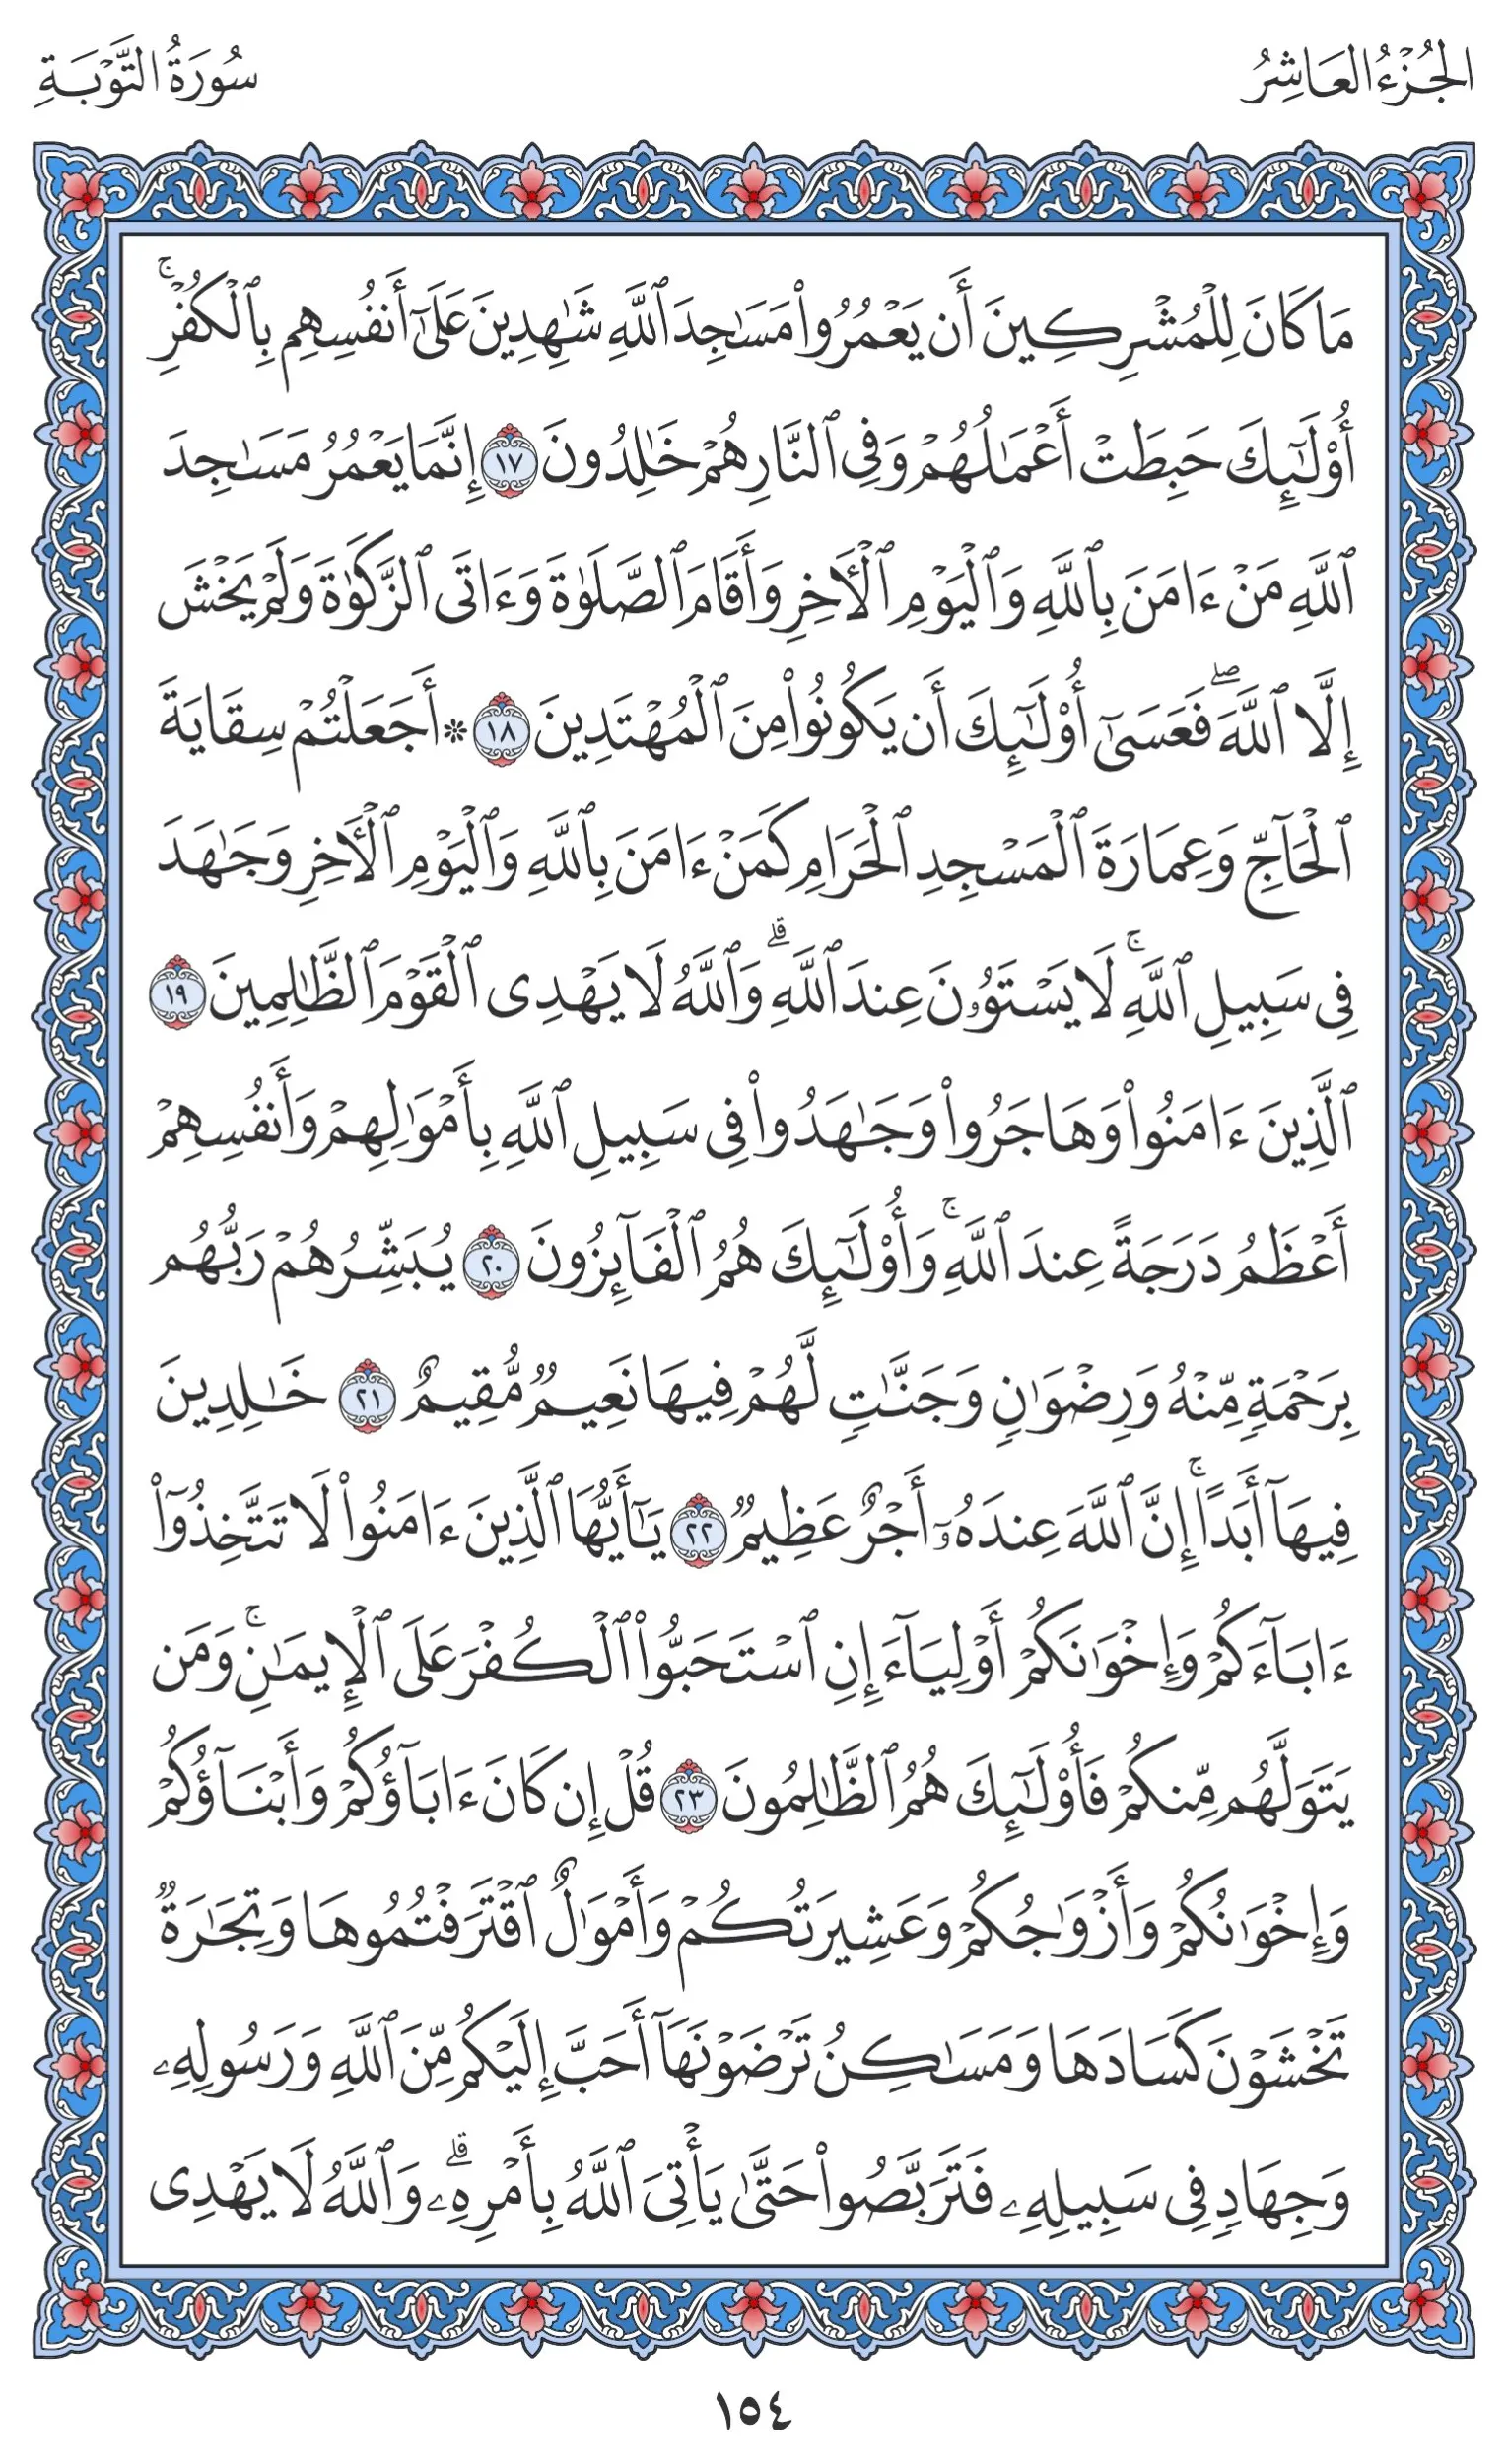 الجُزْءُ العَاشِرُ
سُورَةُ التَّوْبَةِ
مَا كَانَ لِلْمُشْرِكِينَ أَن يَعْمُرُوا۟ مَسَـٰجِدَ ٱللَّهِ شَـٰهِدِينَ عَلَىٰٓ أَنفُسِهِم بِٱلْكُفْرِ ۚ
أُو۟لَـٰٓئِكَ حَبِطَتْ أَعْمَـٰلُهُمْ وَفِى ٱلنَّارِ هُمْ خَـٰلِدُونَ ١٧ إِنَّمَا يَعْمُرُ مَسَـٰجِدَ
ٱللَّهِ مَنْ ءَامَنَ بِٱللَّهِ وَٱلْيَوْمِ ٱلْـَٔاخِرِ وَأَقَامَ ٱلصَّلَوٰةَ وَءَاتَى ٱلزَّكَوٰةَ وَلَمْ يَخْشَ
إِلَّا ٱللَّهَ ۖ فَعَسَىٰٓ أُو۟لَـٰٓئِكَ أَن يَكُونُوا۟ مِنَ ٱلْمُهْتَدِينَ ١٨ * أَجَعَلْتُمْ سِقَايَةَ
ٱلْحَآجِّ وَعِمَارَةَ ٱلْمَسْجِدِ ٱلْحَرَامِ كَمَنْ ءَامَنَ بِٱللَّهِ وَٱلْيَوْمِ ٱلْـَٔاخِرِ وَجَـٰهَدَ
فِى سَبِيلِ ٱللَّهِ ۚ لَا يَسْتَوُۥنَ عِندَ ٱللَّهِ ۗ وَٱللَّهُ لَا يَهْدِى ٱلْقَوْمَ ٱلظَّـٰلِمِينَ ١٩
ٱلَّذِينَ ءَامَنُوا۟ وَهَاجَرُوا۟ وَجَـٰهَدُوا۟ فِى سَبِيلِ ٱللَّهِ بِأَمْوَٰلِهِمْ وَأَنفُسِهِمْ
أَعْظَمُ دَرَجَةً عِندَ ٱللَّهِ ۚ وَأُو۟لَـٰٓئِكَ هُمُ ٱلْفَآئِزُونَ ٢٠ يُبَشِّرُهُمْ رَبُّهُم
بِرَحْمَةٍ مِّنْهُ وَرِضْوَٰنٍ وَجَنَّـٰتٍ لَّهُمْ فِيهَا نَعِيمٌ مُّقِيمٌ ٢١ خَـٰلِدِينَ
فِيهَآ أَبَدًا ۚ إِنَّ ٱللَّهَ عِندَهُۥٓ أَجْرٌ عَظِيمٌ ٢٢ يَـٰٓأَيُّهَا ٱلَّذِينَ ءَامَنُوا۟ لَا تَتَّخِذُوٓا۟
ءَابَآءَكُمْ وَإِخْوَٰنَكُمْ أَوْلِيَآءَ إِنِ ٱسْتَحَبُّوا۟ ٱلْكُفْرَ عَلَى ٱلْإِيمَـٰنِ ۚ وَمَن
يَتَوَلَّهُم مِّنكُمْ فَأُو۟لَـٰٓئِكَ هُمُ ٱلظَّـٰلِمُونَ ٢٣ قُلْ إِن كَانَ ءَابَآؤُكُمْ وَأَبْنَآؤُكُمْ
وَإِخْوَٰنُكُمْ وَأَزْوَٰجُكُمْ وَعَشِيرَتُكُمْ وَأَمْوَٰلٌ ٱقْتَرَفْتُمُوهَا وَتِجَـٰرَةٌ
تَخْشَوْنَ كَسَادَهَا وَمَسَـٰكِنُ تَرْضَوْنَهَآ أَحَبَّ إِلَيْكُم مِّنَ ٱللَّهِ وَرَسُولِهِۦ
وَجِهَادٍ فِى سَبِيلِهِۦ فَتَرَبَّصُوا۟ حَتَّىٰ يَأْتِىَ ٱللَّهُ بِأَمْرِهِۦ ۗ وَٱللَّهُ لَا يَهْدِى
١٥٤